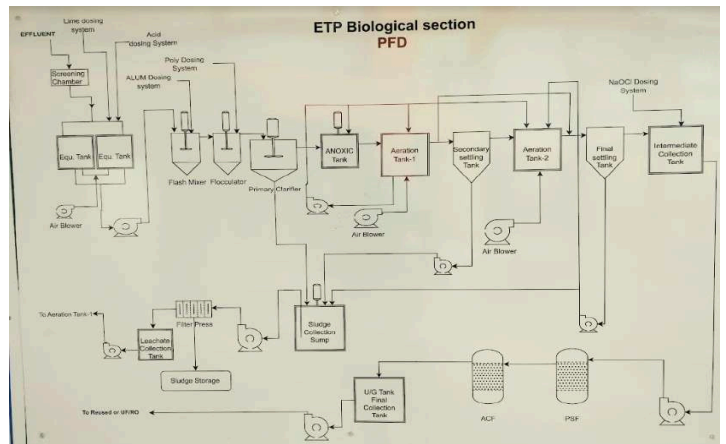 ETP Biological section
PFD
EFFLUENT
Lime dosing
system
Acid
dosing System
Poly Dosing
System
ALUM Dosing
system
NaOCl Dosing
System
Screening
Chamber
Equ. Tank
Equ. Tank
Air Blower
Flash Mixer
Flocculator
Primary Clarifier
ANOXIC
Tank
Aeration
Tank-1
Air Blower
Secondary
settling
Tank
Aeration
Tank-2
Air Blower
Final
settling
Tank
Intermediate
Collection
Tank
C
C
C
C
To Aeration Tank-1
Leachate
Collection
Tank
Filter Press
Sludge Storage
Sludge
Collection
Sump
To Reused or UF/RO
U/G Tank
Final
Collection
Tank
ACF
PSF